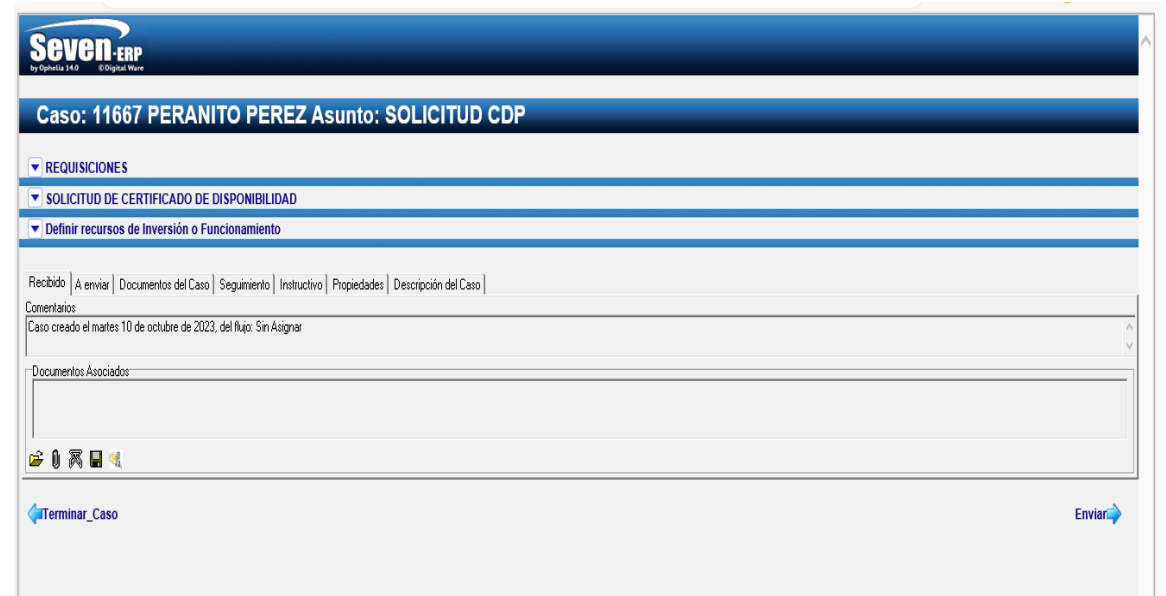 Seven-ERP
by Ophelia 14.0 ©Digital Ware
Caso: 11667 PERANITO PEREZ Asunto: SOLICITUD CDP
REQUISICIONES
SOLICITUD DE CERTIFICADO DE DISPONIBILIDAD
Definir recursos de Inversión o Funcionamiento
Recibido A enviar Documentos del Caso Seguimiento Instructivo Propiedades Descripción del Caso
Comentarios
Caso creado el martes 10 de octubre de 2023, del flujo: Sin Asignar
Documentos Asociados
Terminar_Caso Enviar